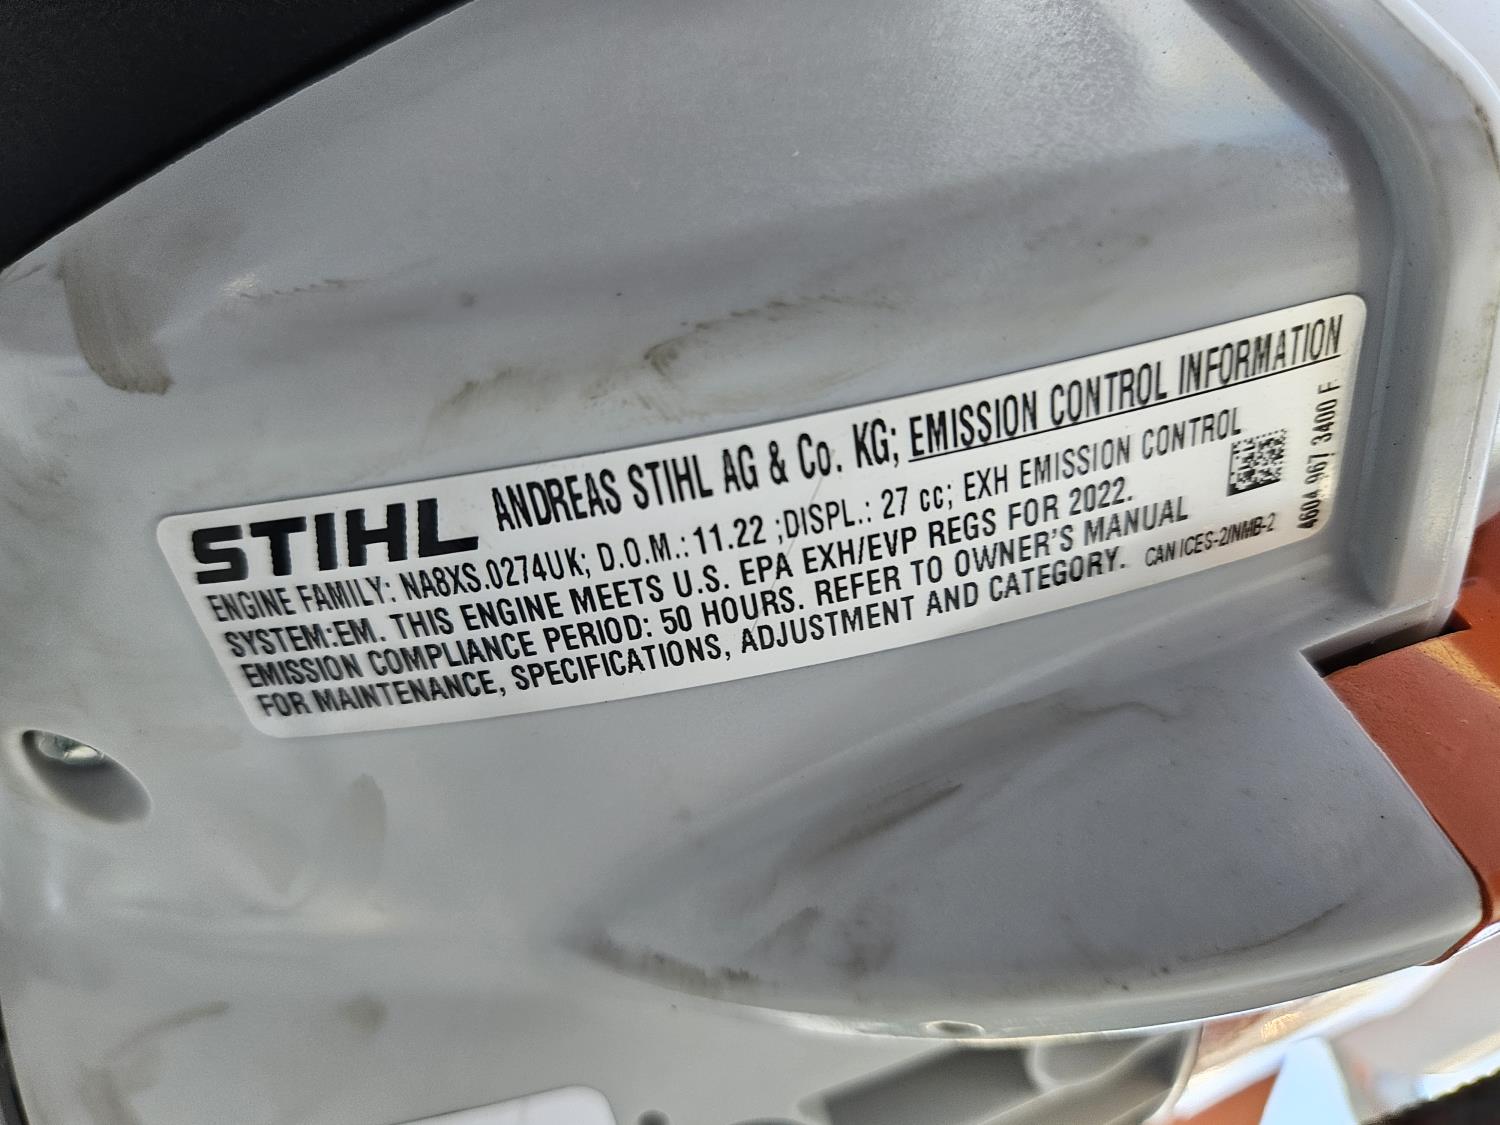 STIHL ANDREAS STIHL AG & Co. KG; EMISSION CONTROL INFORMATION
ENGINE FAMILY: NA8XS.0274UK; D.O.M.: 11.22 ;DISPL.: 27 cc; EXH EMISSION CONTROL
SYSTEM:EM. THIS ENGINE MEETS U.S. EPA EXH/EVP REGS FOR 2022.
EMISSION COMPLIANCE PERIOD: 50 HOURS. REFER TO OWNER'S MANUAL
FOR MAINTENANCE, SPECIFICATIONS, ADJUSTMENT AND CATEGORY. CAN ICES-2/NMB-2
4604 967 3400 F